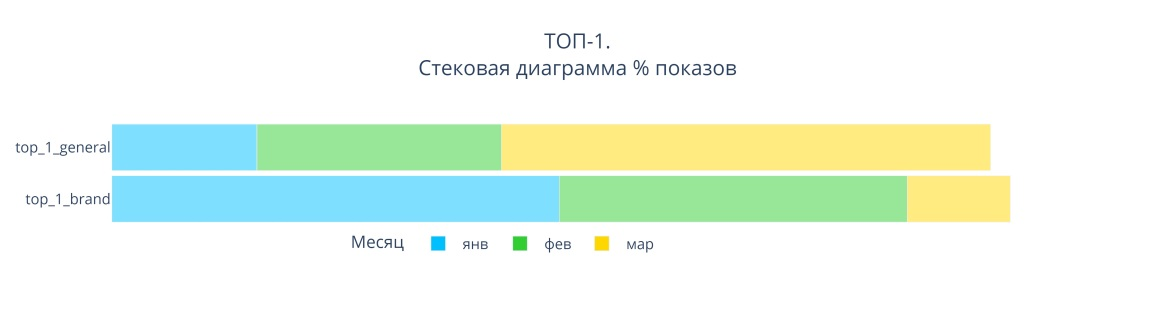 ТОП-1.
Стековая диаграмма % показов
top_1_general
top_1_brand
Месяц янв фев мар